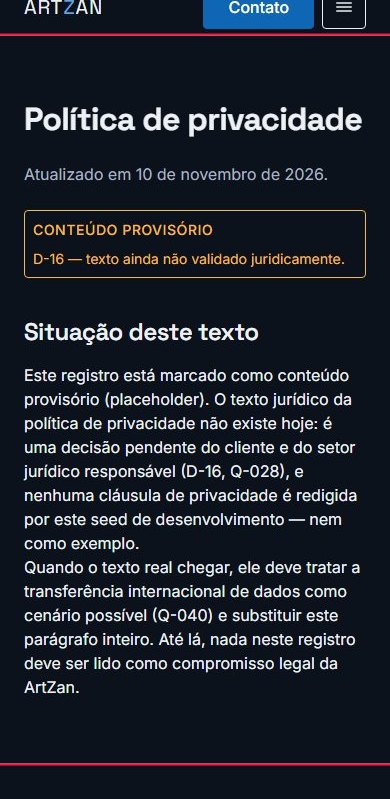 ARTZAN
Contato
Política de privacidade
Atualizado em 10 de novembro de 2026.
CONTEÚDO PROVISÓRIO
D-16 — texto ainda não validado juridicamente.
Situação deste texto
Este registro está marcado como conteúdo
provisório (placeholder). O texto jurídico da
política de privacidade não existe hoje: é
uma decisão pendente do cliente e do setor
jurídico responsável (D-16, Q-028), e
nenhuma cláusula de privacidade é redigida
por este seed de desenvolvimento — nem
como exemplo.
Quando o texto real chegar, ele deve tratar a
transferência internacional de dados como
cenário possível (Q-040) e substituir este
parágrafo inteiro. Até lá, nada neste registro
deve ser lido como compromisso legal da
ArtZan.